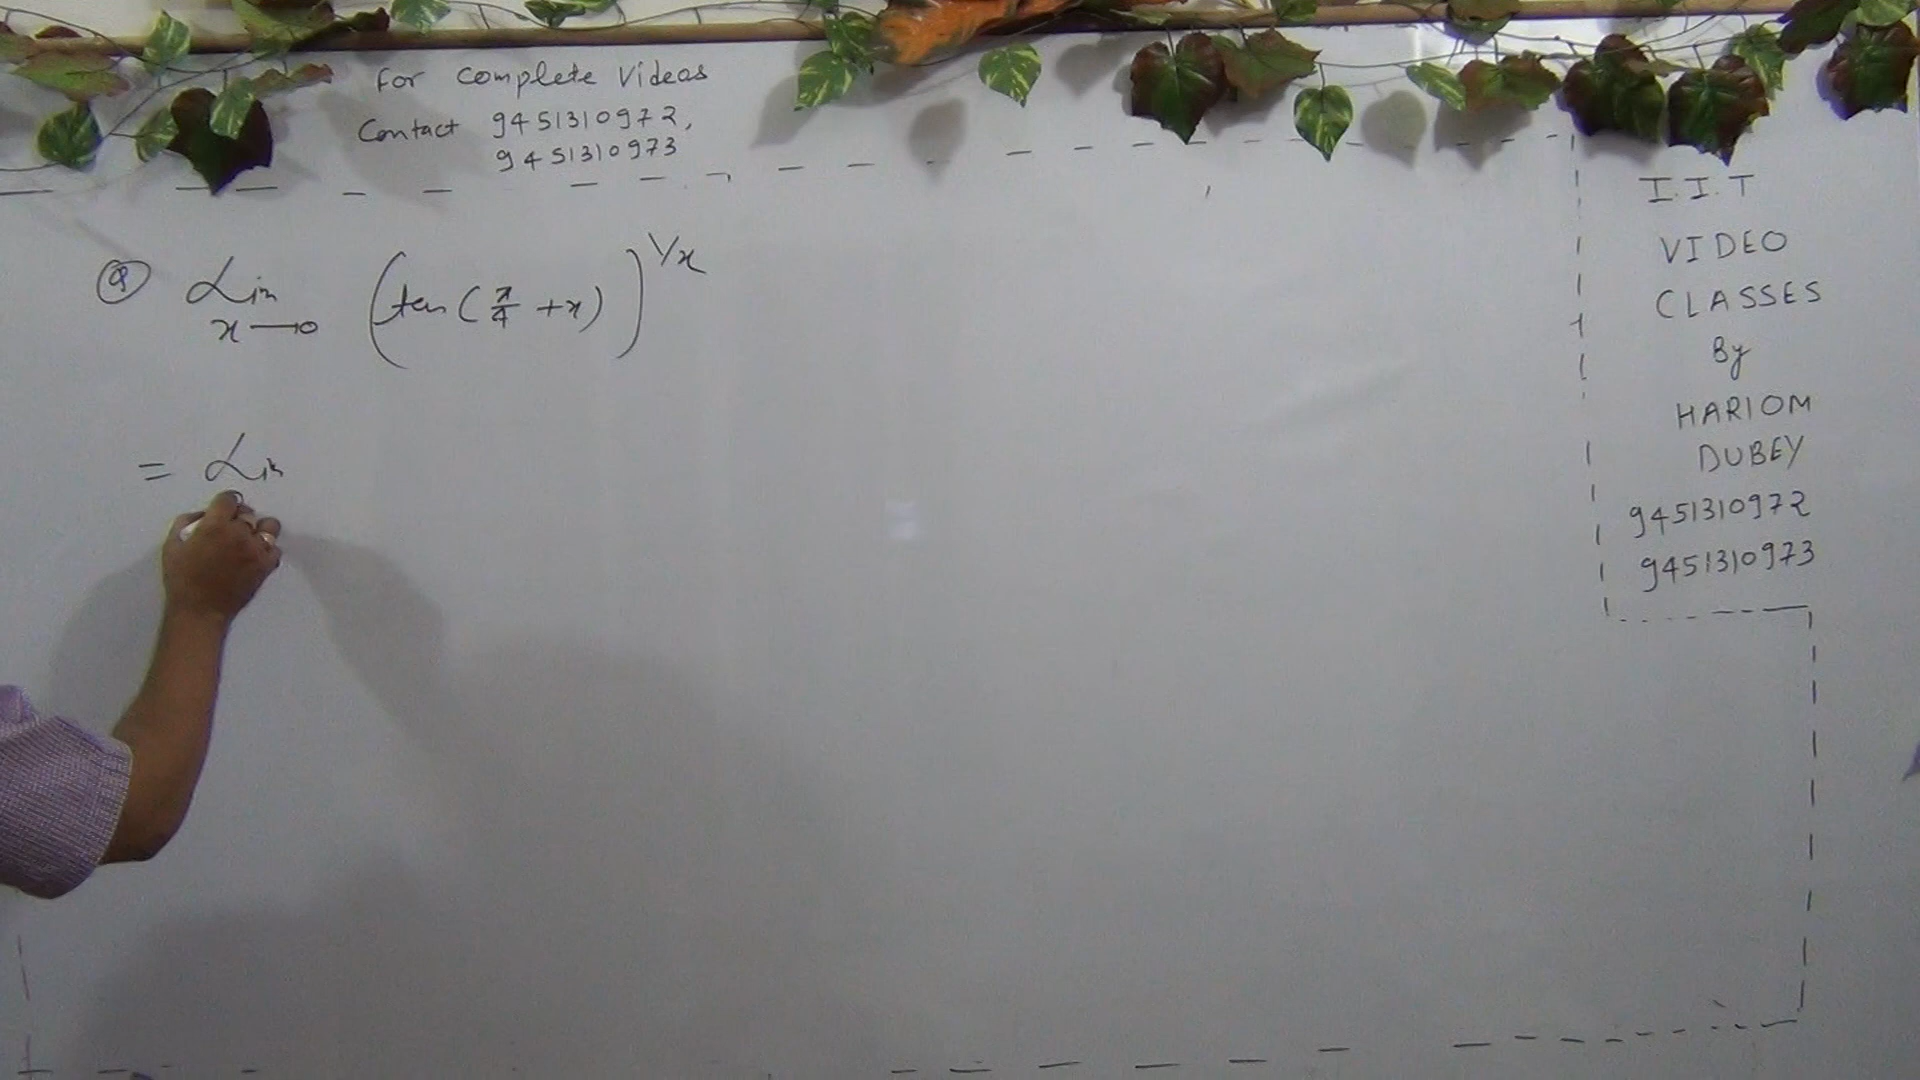 For Complete Videos
Contact 9451310972,
9451310973
Q Lim x→0 (tan(π/4 +x))^1/x
= Lim
I.I.T
VIDEO
CLASSES
By
HARIOM
DUBEY
9451310972
9451310973